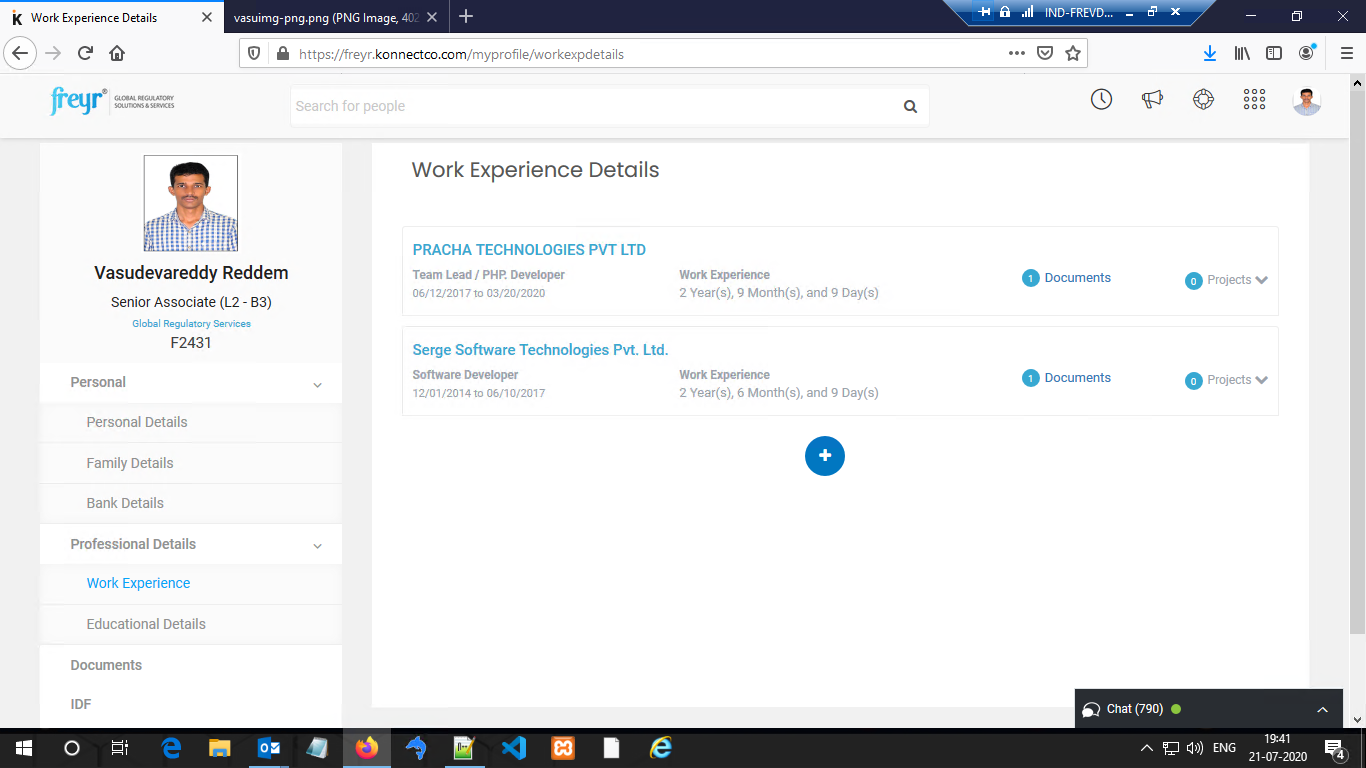 Work Experience Details
vasuimg-png.png (PNG Image, 402
IND-FREVD...
https://freyr.konnectco.com/myprofile/workexpdetails
freyr®
GLOBAL REGULATORY
SOLUTIONS & SERVICES
Search for people
Vasudevareddy Reddem
Senior Associate (L2 - B3)
Global Regulatory Services
F2431
Personal
Personal Details
Family Details
Bank Details
Professional Details
Work Experience
Educational Details
Documents
IDF
Work Experience Details
PRACHA TECHNOLOGIES PVT LTD
Team Lead / PHP. Developer
06/12/2017 to 03/20/2020
Work Experience
2 Year(s), 9 Month(s), and 9 Day(s)
1 Documents
0 Projects
Serge Software Technologies Pvt. Ltd.
Software Developer
12/01/2014 to 06/10/2017
Work Experience
2 Year(s), 6 Month(s), and 9 Day(s)
1 Documents
0 Projects
Chat (790)
ENG
19:41
21-07-2020
4